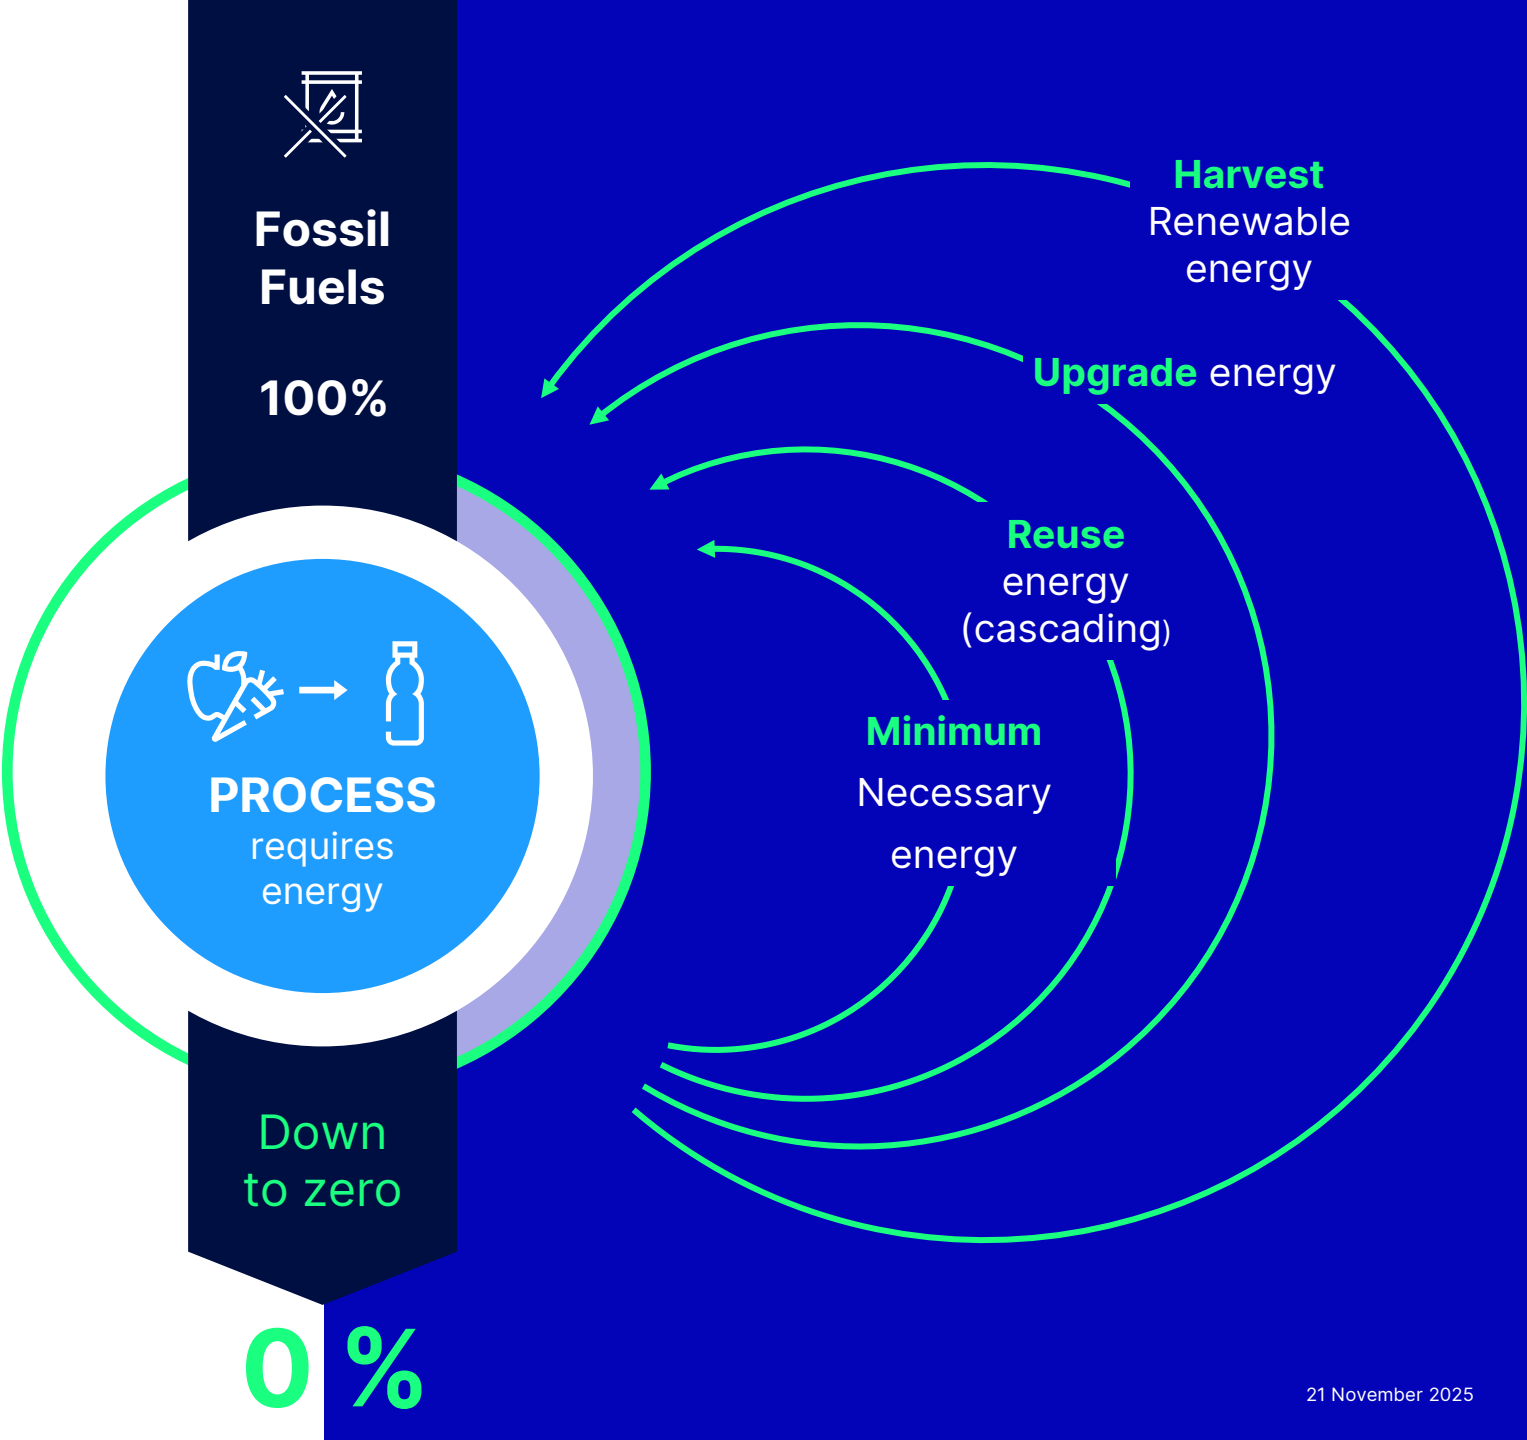 Fossil
Fuels
100%
PROCESS
requires
energy
Down
to zero
0 %
Harvest
Renewable
energy
Upgrade energy
Reuse
energy
(cascading)
Minimum
Necessary
energy
21 November 2025